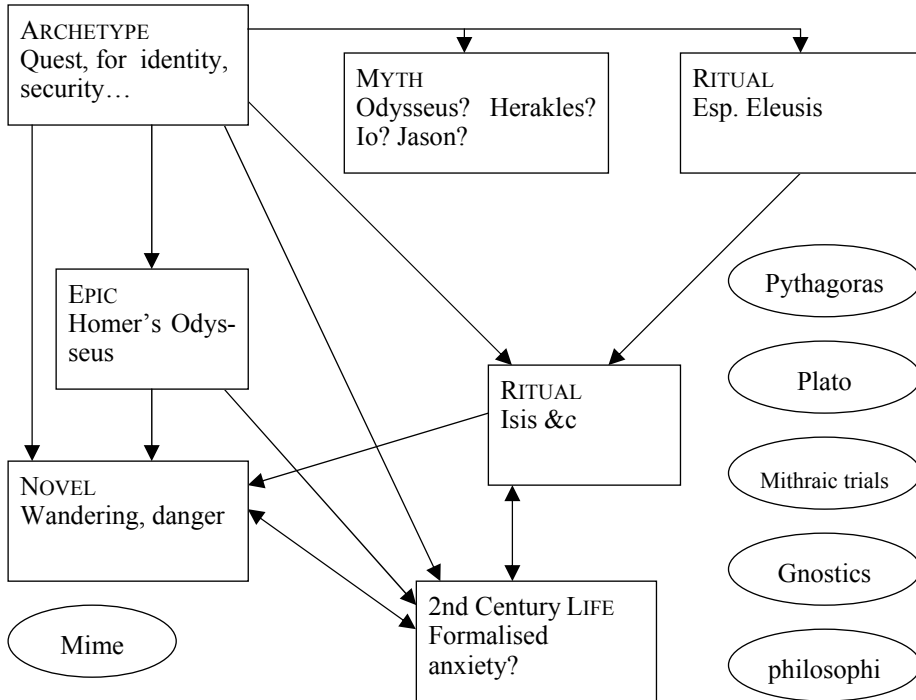 ARCHETYPE
Quest, for identity,
security…
MYTH
Odysseus? Herakles?
Io? Jason?
RITUAL
Esp. Eleusis
Pythagoras
EPIC
Homer's Odys-
seus
Plato
RITUAL
Isis &c
Mithraic trials
NOVEL
Wandering, danger
Gnostics
2nd Century LIFE
Formalised
anxiety?
Mime
philosophi